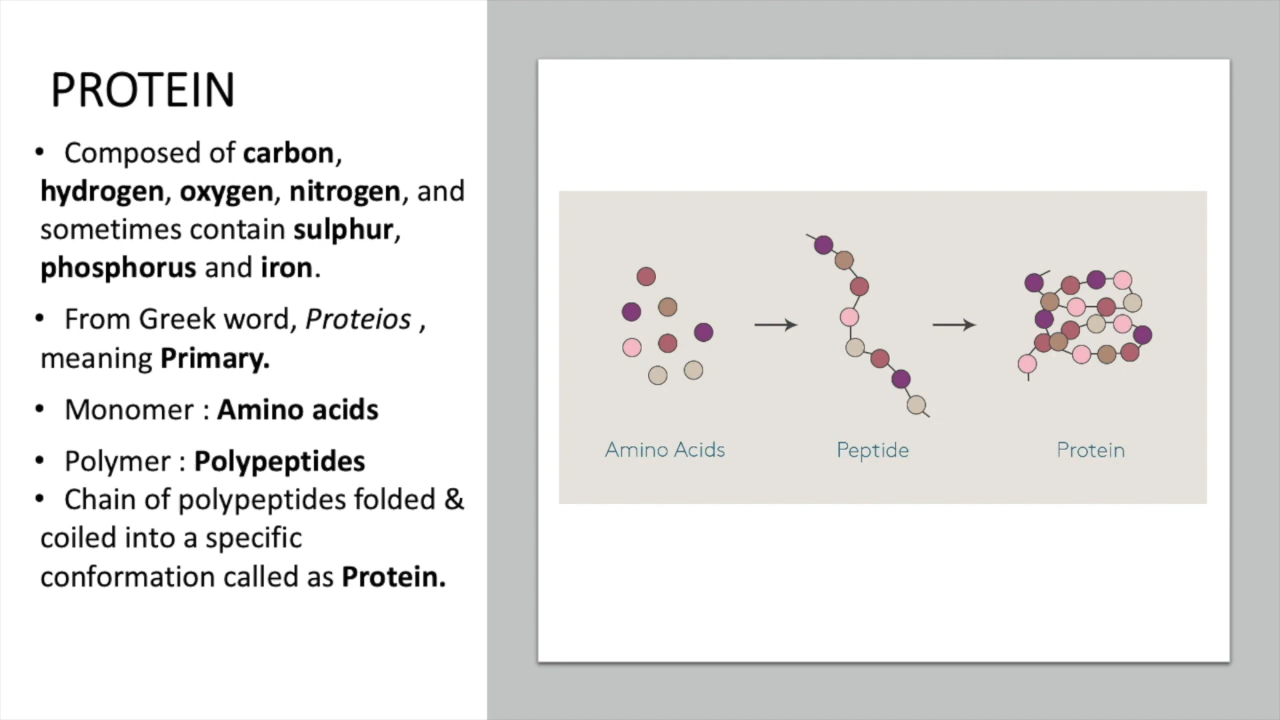 PROTEIN
• Composed of carbon,
hydrogen, oxygen, nitrogen, and
sometimes contain sulphur,
phosphorus and iron.
• From Greek word, Proteios ,
meaning Primary.
• Monomer : Amino acids
• Polymer : Polypeptides
• Chain of polypeptides folded &
coiled into a specific
conformation called as Protein.
Amino Acids
Peptide
Protein